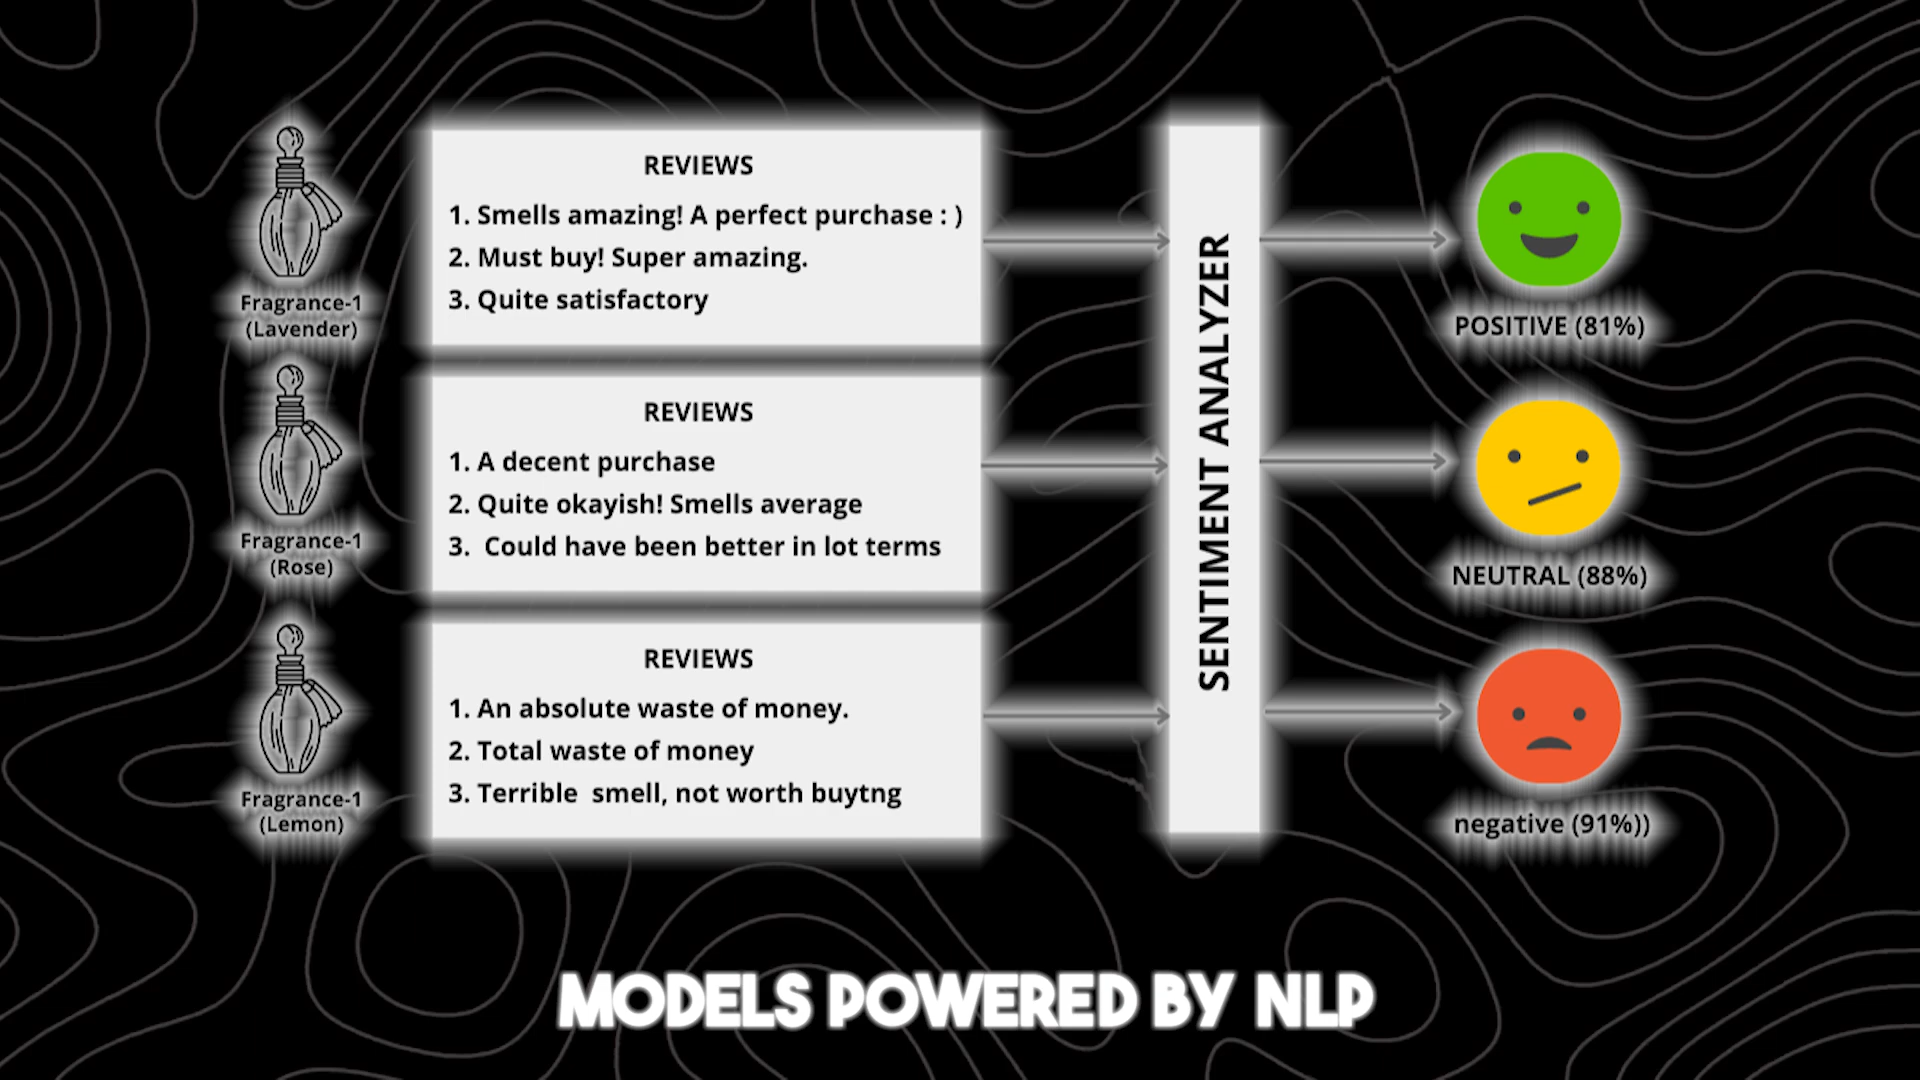 Fragrance-1
(Lavender)
REVIEWS
1. Smells amazing! A perfect purchase : )
2. Must buy! Super amazing.
3. Quite satisfactory
POSITIVE (81%)
Fragrance-1
(Rose)
REVIEWS
1. A decent purchase
2. Quite okayish! Smells average
3. Could have been better in lot terms
SENTIMENT ANALYZER
NEUTRAL (88%)
Fragrance-1
(Lemon)
REVIEWS
1. An absolute waste of money.
2. Total waste of money
3. Terrible smell, not worth buytng
negative (91%))
MODELS POWERED BY NLP